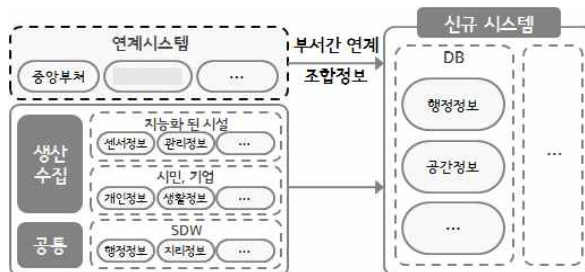 연계시스템
중앙부처
...
부서간 연계
조합정보
생산
수집
지능화 된 시설
센서정보
관리정보
...
시민, 기업
개인정보
생활정보
...
공통
SDW
행정정보
지리정보
...
신규 시스템
DB
행정정보
공간정보
...
...